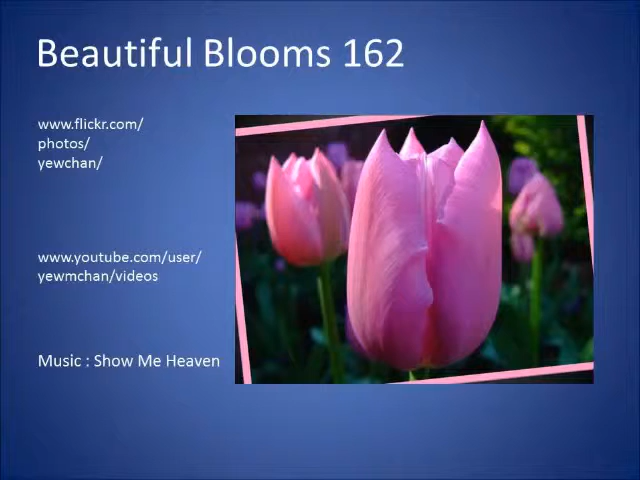 Beautiful Blooms 162
www.flickr.com/
photos/
yewchan/
www.youtube.com/user/
yewmchan/videos
Music : Show Me Heaven